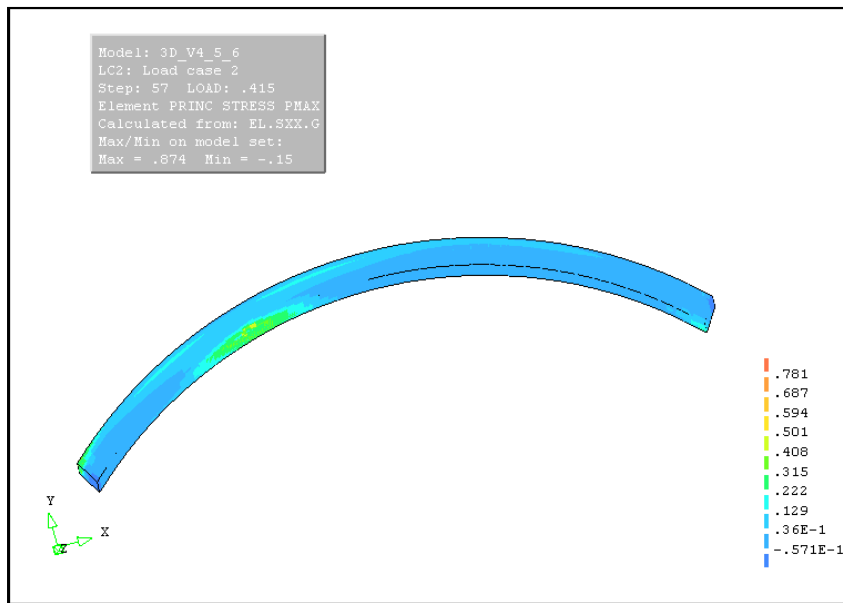 Model: 3D_V4_5_6
LC2: Load case 2
Step: 57 LOAD: .415
Element PRINC STRESS PMAX
Calculated from: EL.SXX.G
Max/Min on model set:
Max = .874 Min = -.15
.781
.687
.594
.501
.408
.315
.222
.129
.36E-1
-.571E-1
Y
X
Z